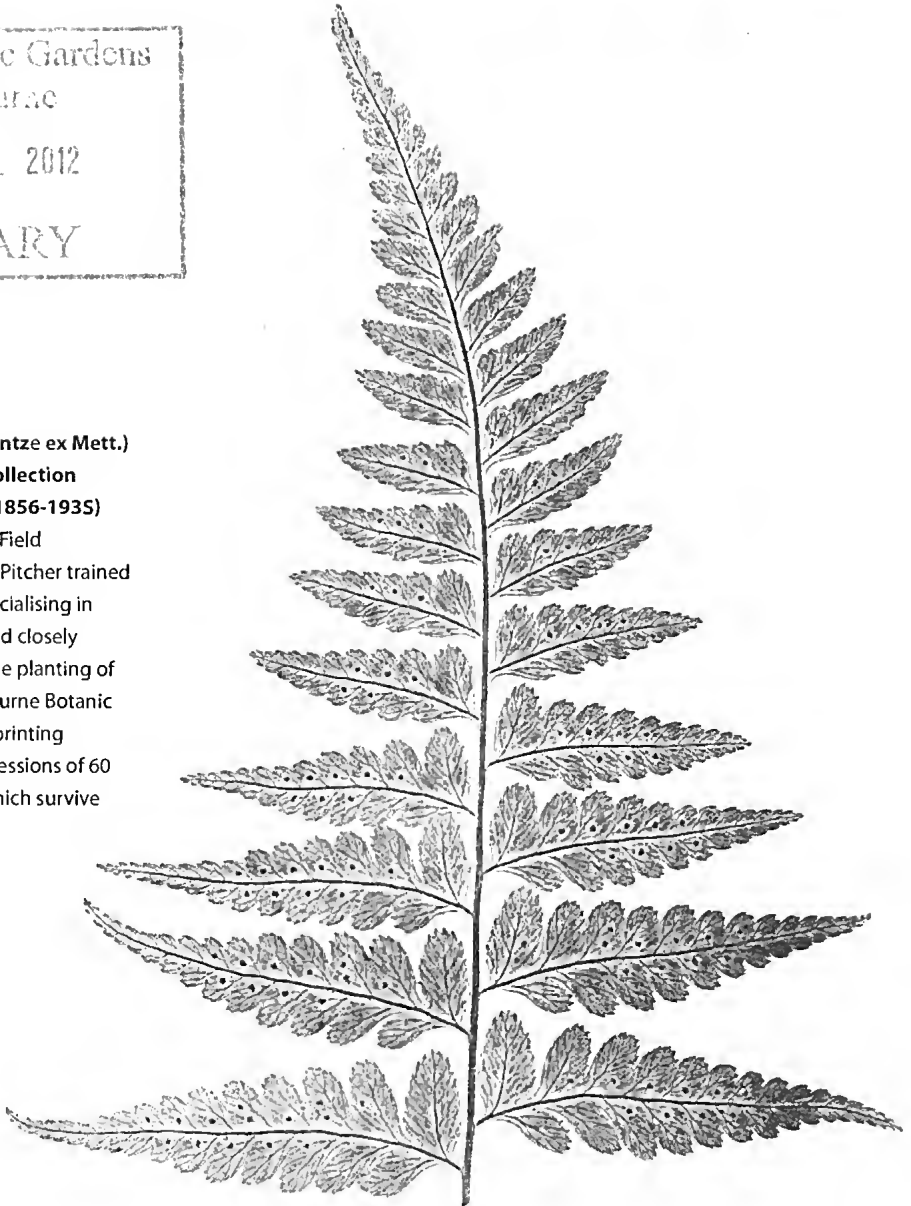 c Gardens
urne
2012
ARY
ntze ex Mett.)
ollection
1856-193S)
Field
Pitcher trained
cialising in
d closely
e planting of
urne Botanic
printing
essions of 60
hich survive